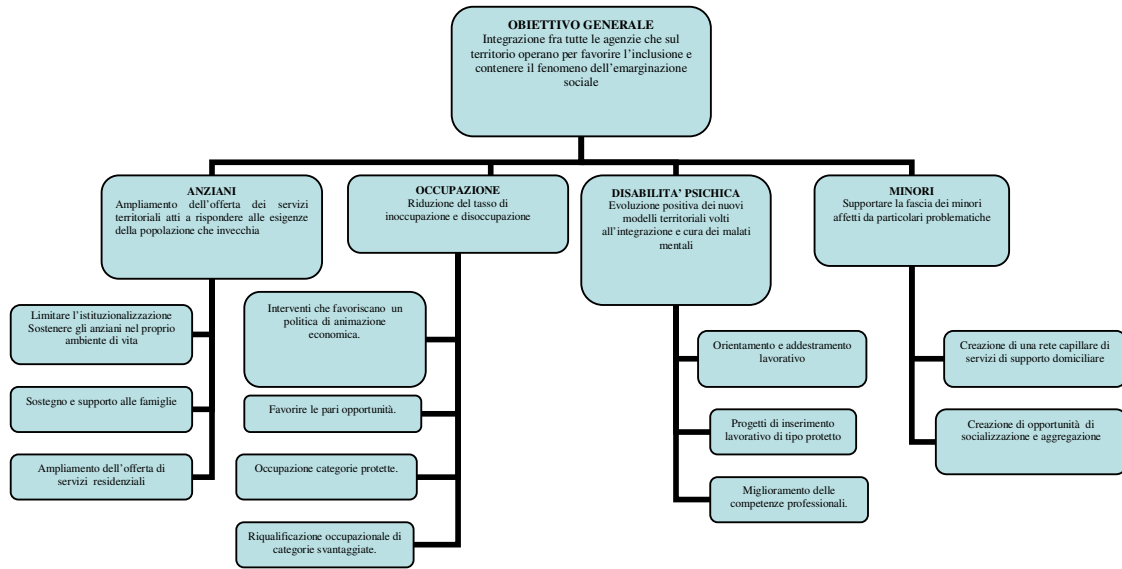 OBIETTIVO GENERALE
Integrazione fra tutte le agenzie che sul
territorio operano per favorire l'inclusione e
contenere il fenomeno dell'emarginazione
sociale
ANZIANI
Ampliamento dell'offerta dei servizi
territoriali atti a rispondere alle esigenze
della popolazione che invecchia
Limitare l'istituzionalizzazione
Sostenere gli anziani nel proprio
ambiente di vita
Sostegno e supporto alle famiglie
Ampliamento dell'offerta di
servizi residenziali
OCCUPAZIONE
Riduzione del tasso di
inoccupazione e disoccupazione
Interventi che favoriscano un
politica di animazione
economica.
Favorire le pari opportunità.
Occupazione categorie protette.
Riqualificazione occupazionale di
categorie svantaggiate.
DISABILITA' PSICHICA
Evoluzione positiva dei nuovi
modelli territoriali volti
all'integrazione e cura dei malati
mentali
Orientamento e addestramento
lavorativo
Progetti di inserimento
lavorativo di tipo protetto
Miglioramento delle
competenze professionali.
MINORI
Supportare la fascia dei minori
affetti da particolari problematiche
Creazione di una rete capillare di
servizi di supporto domiciliare
Creazione di opportunità di
socializzazione e aggregazione